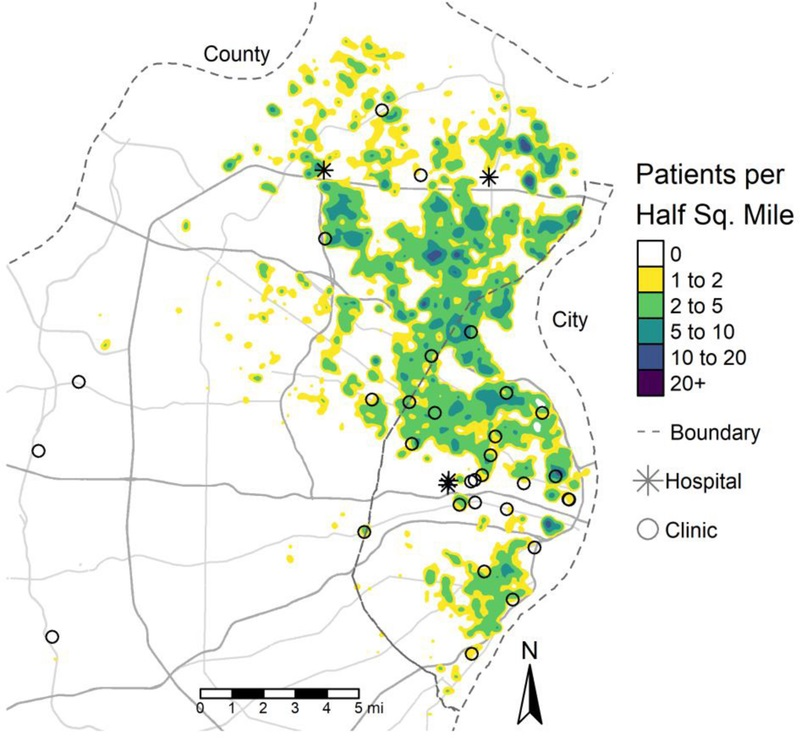 County
Patients per
Half Sq. Mile
0
1 to 2
2 to 5
5 to 10
10 to 20
20+
City
Boundary
Hospital
Clinic
N
0 1 2 3 4 5 mi